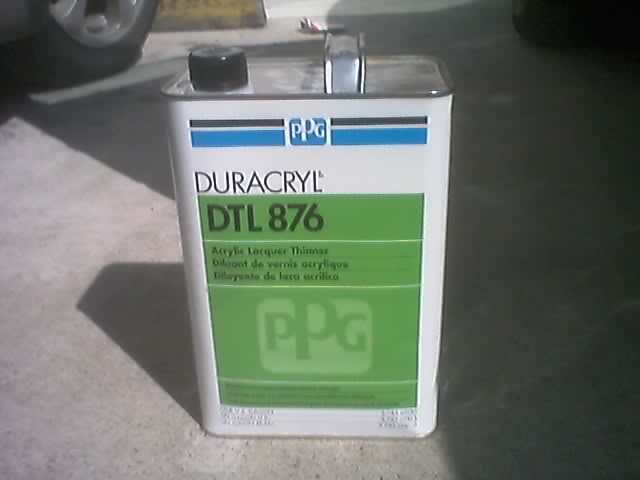 PPG
DURACRYL
DTL 876
Acrylic Lacquer Thinner
Diluant de vernis acrylique
Diluyente de laca acrílica
PPG